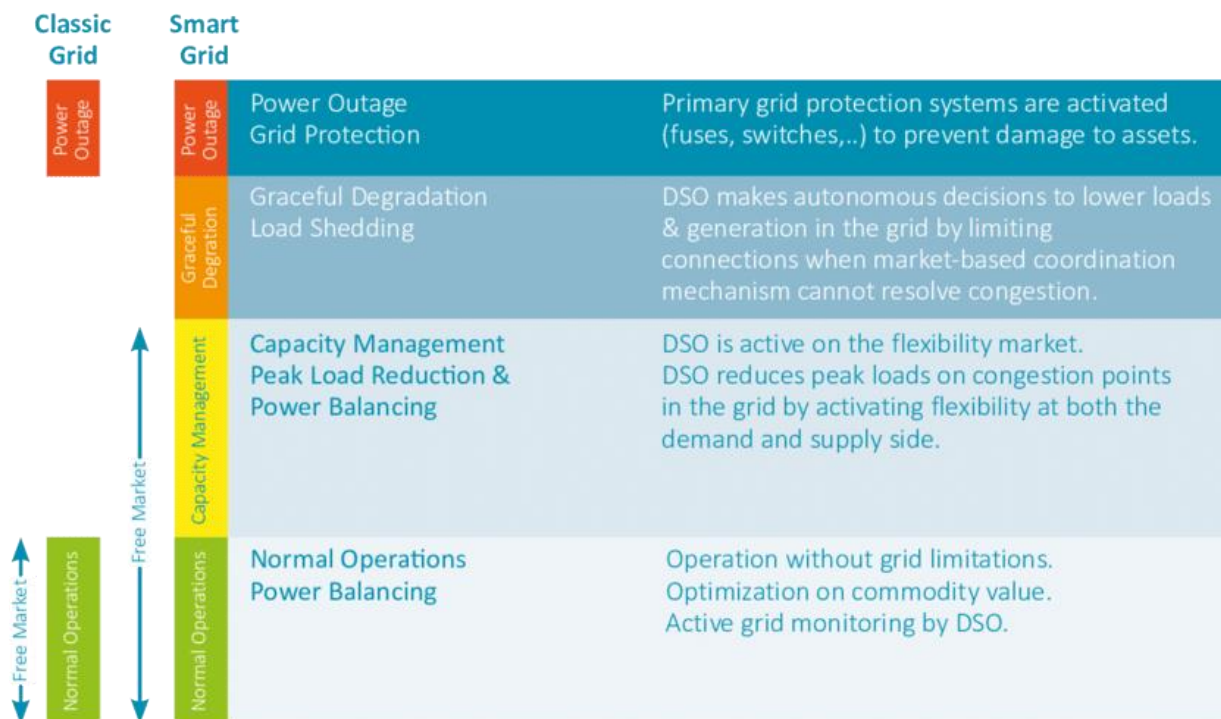 Classic
Grid
Smart
Grid
Power
Outage
Power
Outage
Power Outage
Grid Protection
Primary grid protection systems are activated
(fuses, switches,..) to prevent damage to assets.
Graceful
Degration
Graceful Degradation
Load Shedding
DSO makes autonomous decisions to lower loads
& generation in the grid by limiting
connections when market-based coordination
mechanism cannot resolve congestion.
Free Market
Capacity Management
Capacity Management
Peak Load Reduction &
Power Balancing
DSO is active on the flexibility market.
DSO reduces peak loads on congestion points
in the grid by activating flexibility at both the
demand and supply side.
Free Market
Normal Operations
Normal Operations
Normal Operations
Power Balancing
Operation without grid limitations.
Optimization on commodity value.
Active grid monitoring by DSO.